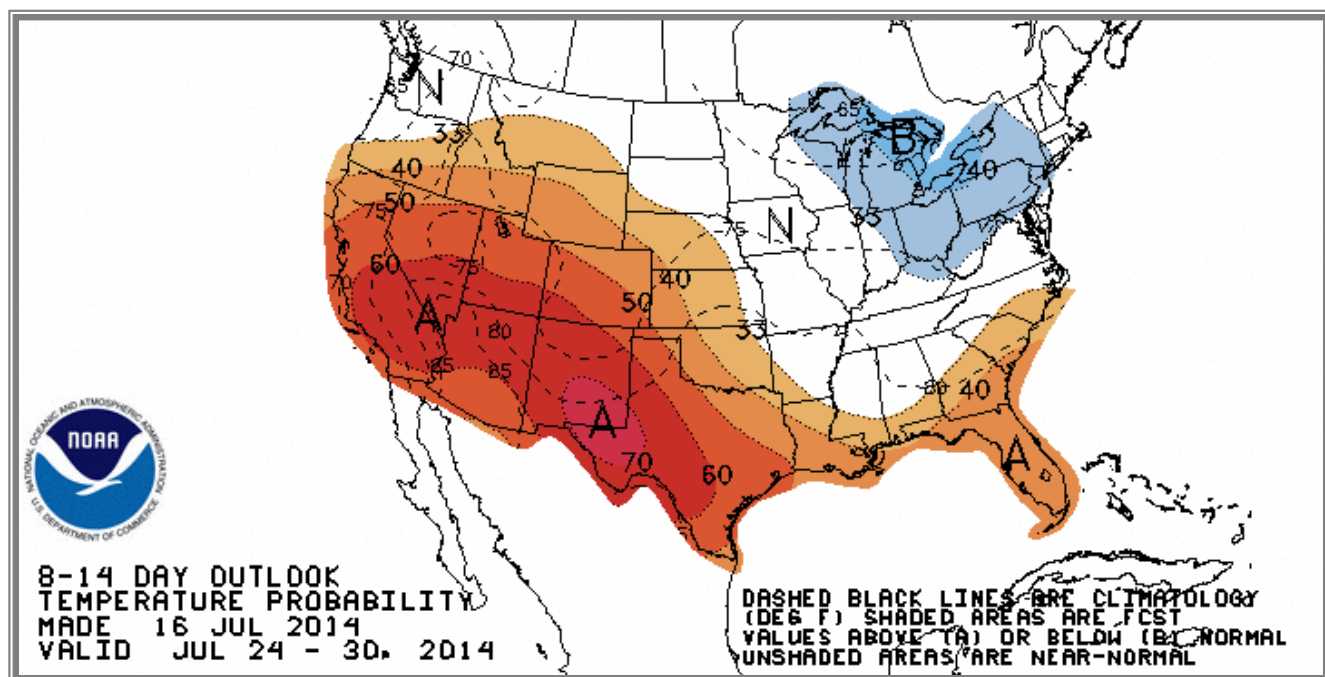 70
65
N
33
65
B
40
40
50
75
33
75
N
60
75
70
40
50
A
80
33
85
85
80
40
A
70
60
A
NATIONAL OCEANIC AND ATMOSPHERIC ADMINISTRATION
NOAA
U.S. DEPARTMENT OF COMMERCE
8-14 DAY OUTLOOK
TEMPERATURE PROBABILITY
MADE 16 JUL 2014
VALID JUL 24 - 30, 2014
DASHED BLACK LINES ARE CLIMATOLOGY
(DEG F) SHADED AREAS ARE FCST
VALUES ABOVE (A) OR BELOW (B) NORMAL
UNSHADED AREAS ARE NEAR-NORMAL